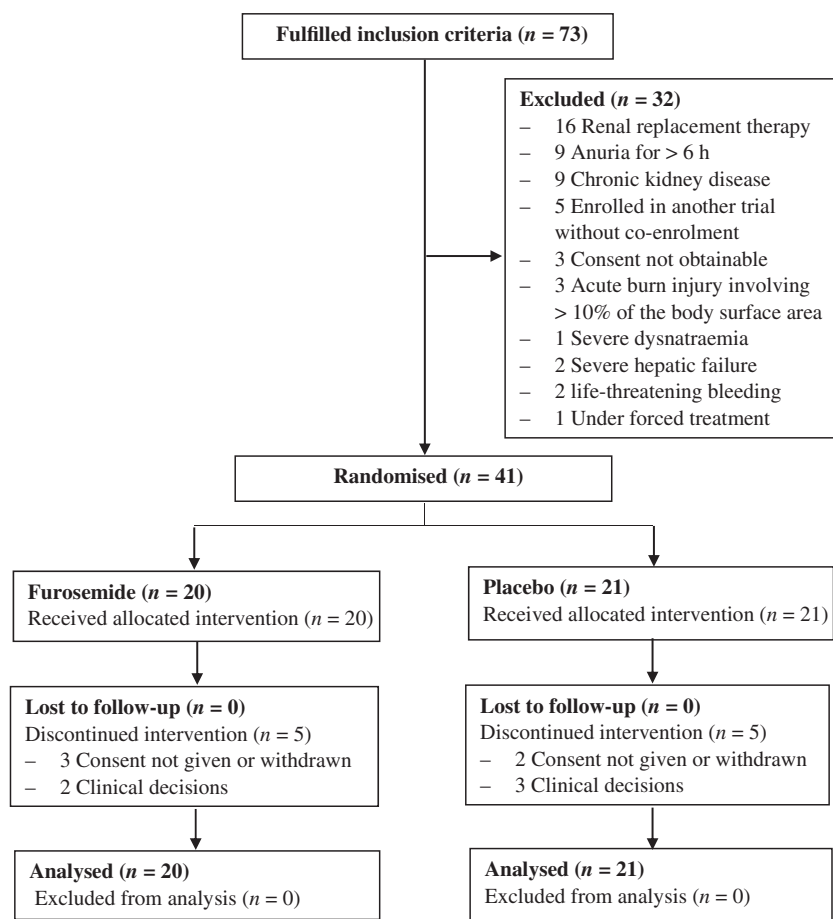 Fulfilled inclusion criteria (n = 73)
Excluded (n = 32)
– 16 Renal replacement therapy
– 9 Anuria for > 6 h
– 9 Chronic kidney disease
– 5 Enrolled in another trial
without co-enrolment
– 3 Consent not obtainable
– 3 Acute burn injury involving
> 10% of the body surface area
– 1 Severe dysnatraemia
– 2 Severe hepatic failure
– 2 life-threatening bleeding
– 1 Under forced treatment
Randomised (n = 41)
Furosemide (n = 20)
Received allocated intervention (n = 20)
Placebo (n = 21)
Received allocated intervention (n = 21)
Lost to follow-up (n = 0)
Discontinued intervention (n = 5)
– 3 Consent not given or withdrawn
– 2 Clinical decisions
Lost to follow-up (n = 0)
Discontinued intervention (n = 5)
– 2 Consent not given or withdrawn
– 3 Clinical decisions
Analysed (n = 20)
Excluded from analysis (n = 0)
Analysed (n = 21)
Excluded from analysis (n = 0)